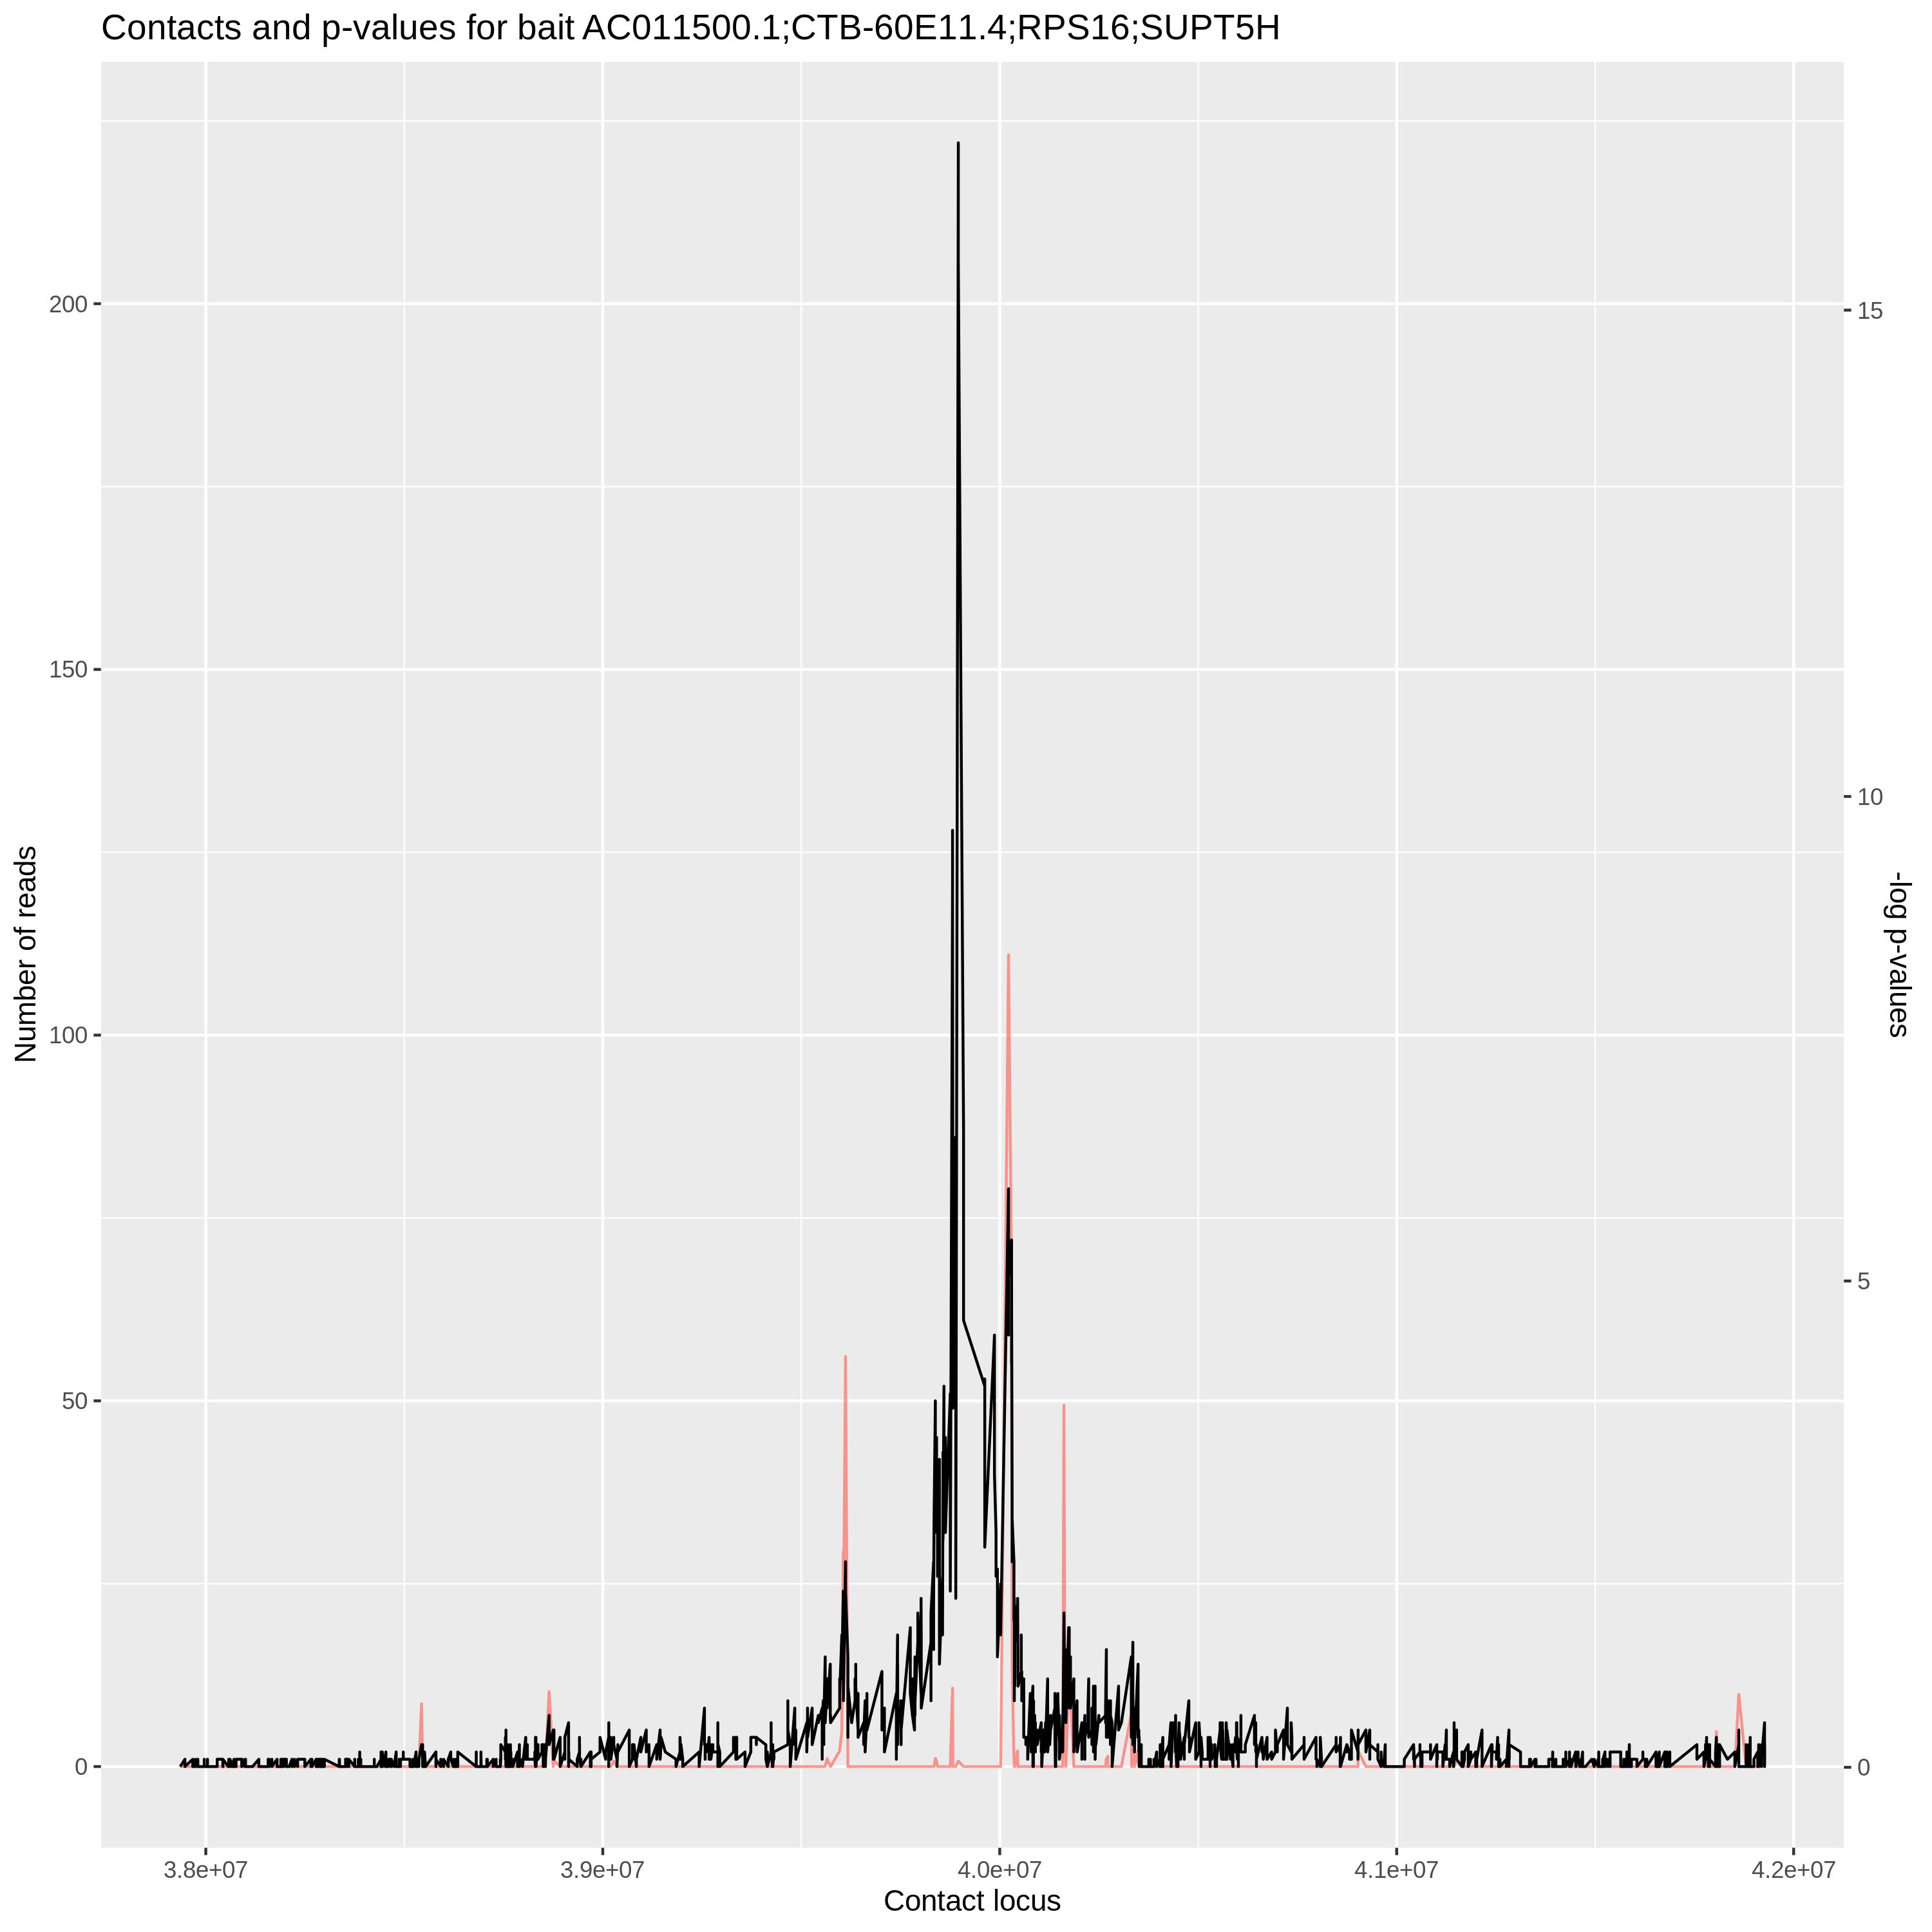 Contacts and p-values for bait AC011500.1;CTB-60E11.4;RPS16;SUPT5H
Number of reads
200
150
100
50
0
15
10
5
0
-log p-values
3.8e+07 3.9e+07 4.0e+07 4.1e+07 4.2e+07
Contact locus